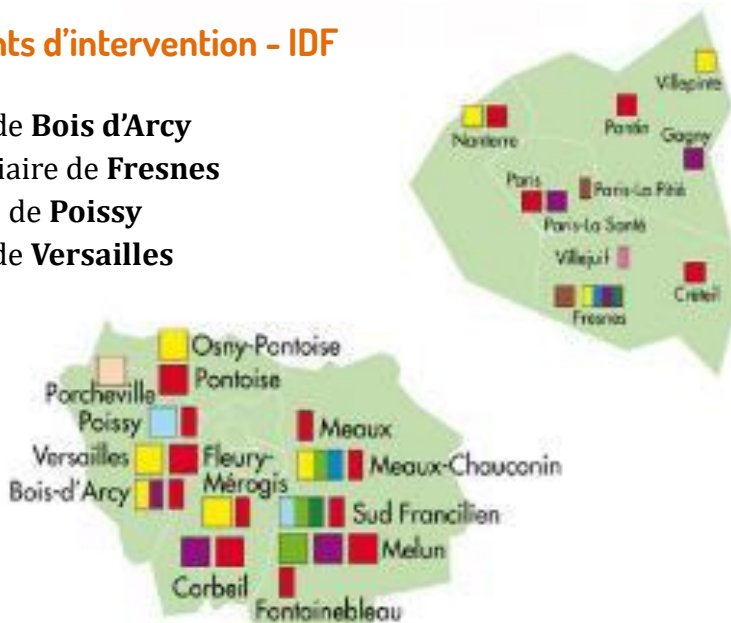 nts d'intervention - IDF
de Bois d'Arcy
iaire de Fresnes
de Poissy
de Versailles
Villepinte
Nanterre
Pantin
Gagny
Paris
Paris-La Pitié
Paris-La Santé
Villejuif
Créteil
Fresnes
Osny-Pontoise
Porcheville
Pontoise
Poissy
Meaux
Versailles
Fleury-
Mérogis
Meaux-Chauconin
Bois-d'Arcy
Sud Francilien
Melun
Corbeil
Fontainebleau